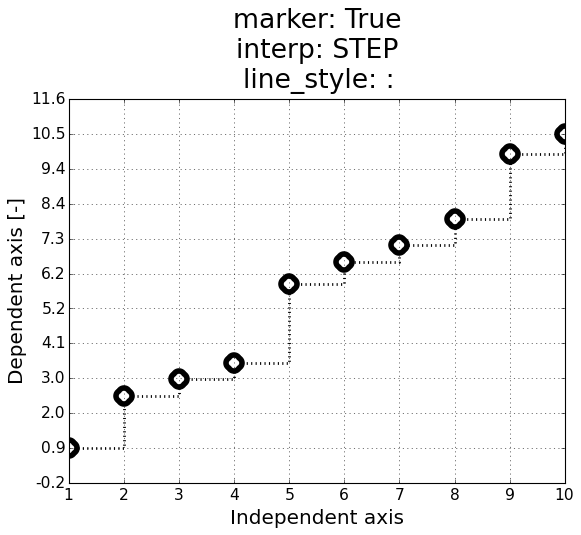 marker: True
interp: STEP
line_style: :
11.6
10.5
9.4
8.4
7.3
6.2
5.2
4.1
3.0
2.0
0.9
-0.2
Dependent axis [-]
1 2 3 4 5 6 7 8 9 10
Independent axis